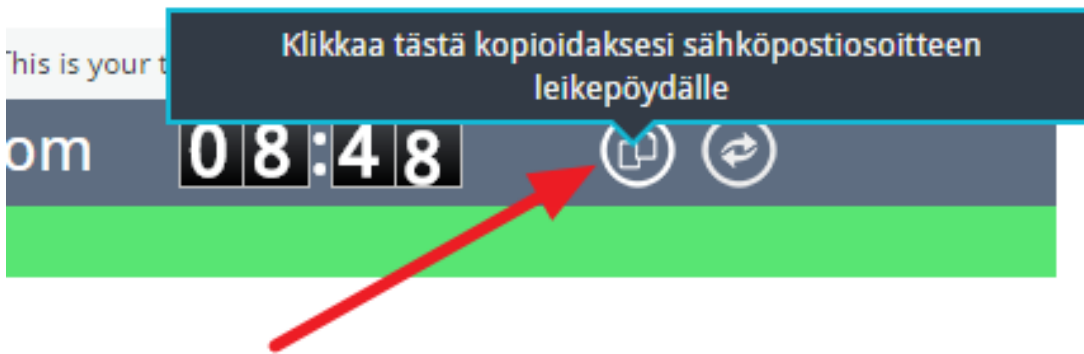 Klikkaa tästä kopioidaksesi sähköpostiosoitteen
leikepöydälle
This is your t
om 08:48